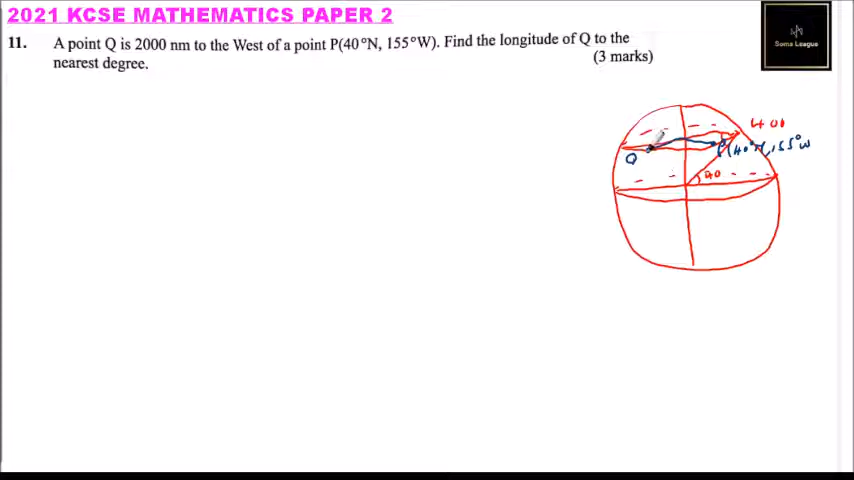 2021 KCSE MATHEMATICS PAPER 2
11. A point Q is 2000 nm to the West of a point P(40°N, 155°W). Find the longitude of Q to the
nearest degree. (3 marks)
Soma League
400
Q
P(40°N, 155°W
40